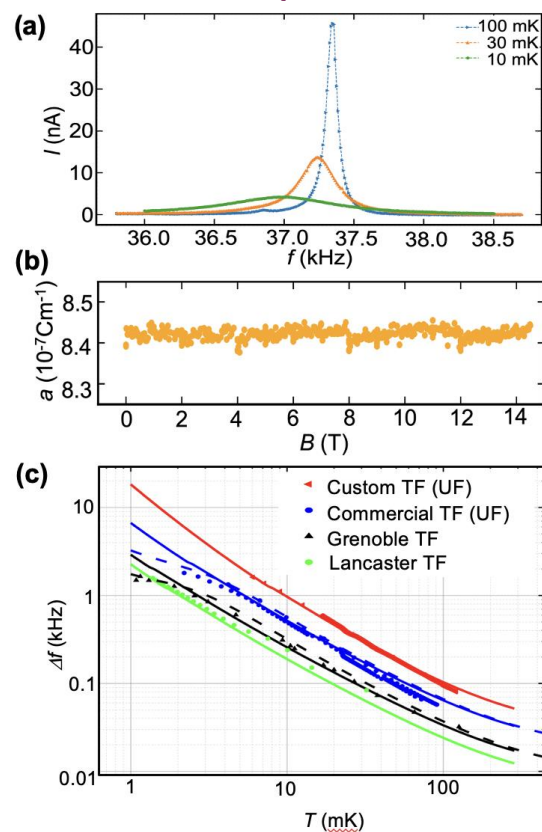 (a)
50
40
30
20
10
0
I (nA)
100 mK
30 mK
10 mK
36.0 36.5 37.0 37.5 38.0 38.5
f (kHz)
(b)
8.5
8.4
8.3
a (10⁻⁷Cm⁻¹)
0 2 4 6 8 10 12 14
B (T)
(c)
10
1
0.1
0.01
Δf (kHz)
Custom TF (UF)
Commercial TF (UF)
Grenoble TF
Lancaster TF
1 10 100
T (mK)